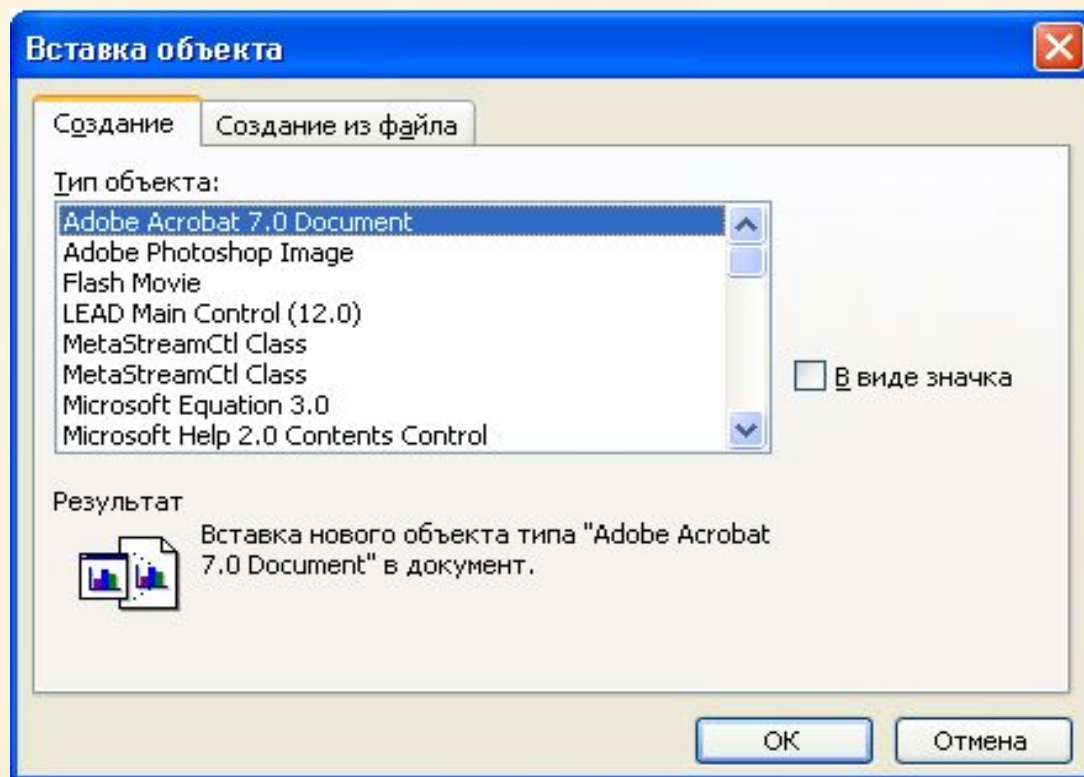 Вставка объекта
Создание
Создание из файла
Тип объекта:
Adobe Acrobat 7.0 Document
Adobe Photoshop Image
Flash Movie
LEAD Main Control (12.0)
MetaStreamCtl Class
MetaStreamCtl Class
Microsoft Equation 3.0
Microsoft Help 2.0 Contents Control
В виде значка
Результат
Вставка нового объекта типа "Adobe Acrobat
7.0 Document" в документ.
ОК
Отмена